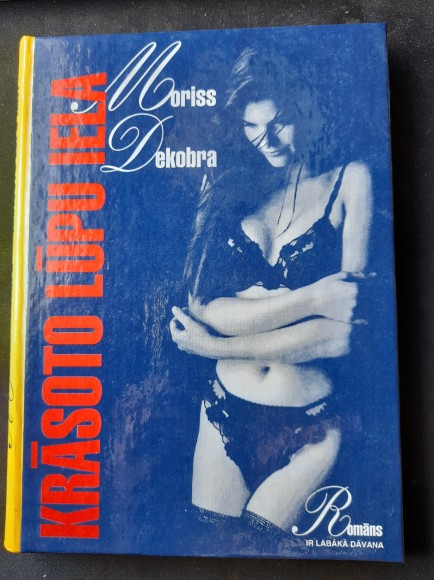 Moriss
Dekobra
KRĀSOTO LŪPU IELA
Romāns
IR LABĀKĀ DĀVANA